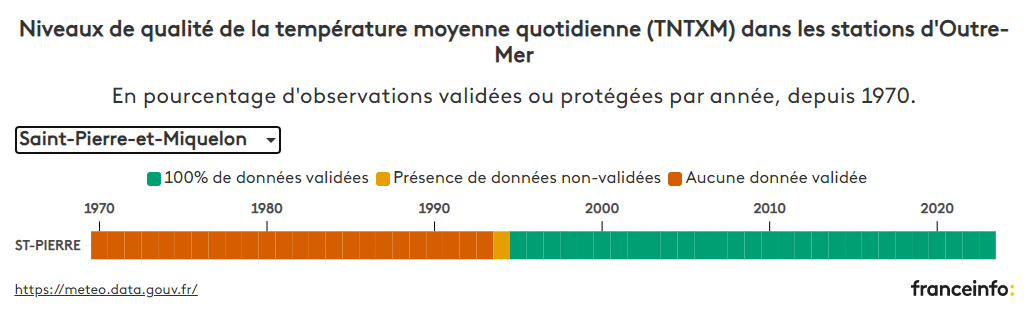 Niveaux de qualité de la température moyenne quotidienne (TNTXM) dans les stations d'Outre-
Mer
En pourcentage d'observations validées ou protégées par année, depuis 1970.
Saint-Pierre-et-Miquelon
100% de données validées Présence de données non-validées Aucune donnée validée
1970 1980 1990 2000 2010 2020
ST-PIERRE
https://meteo.data.gouv.fr/ franceinfo: